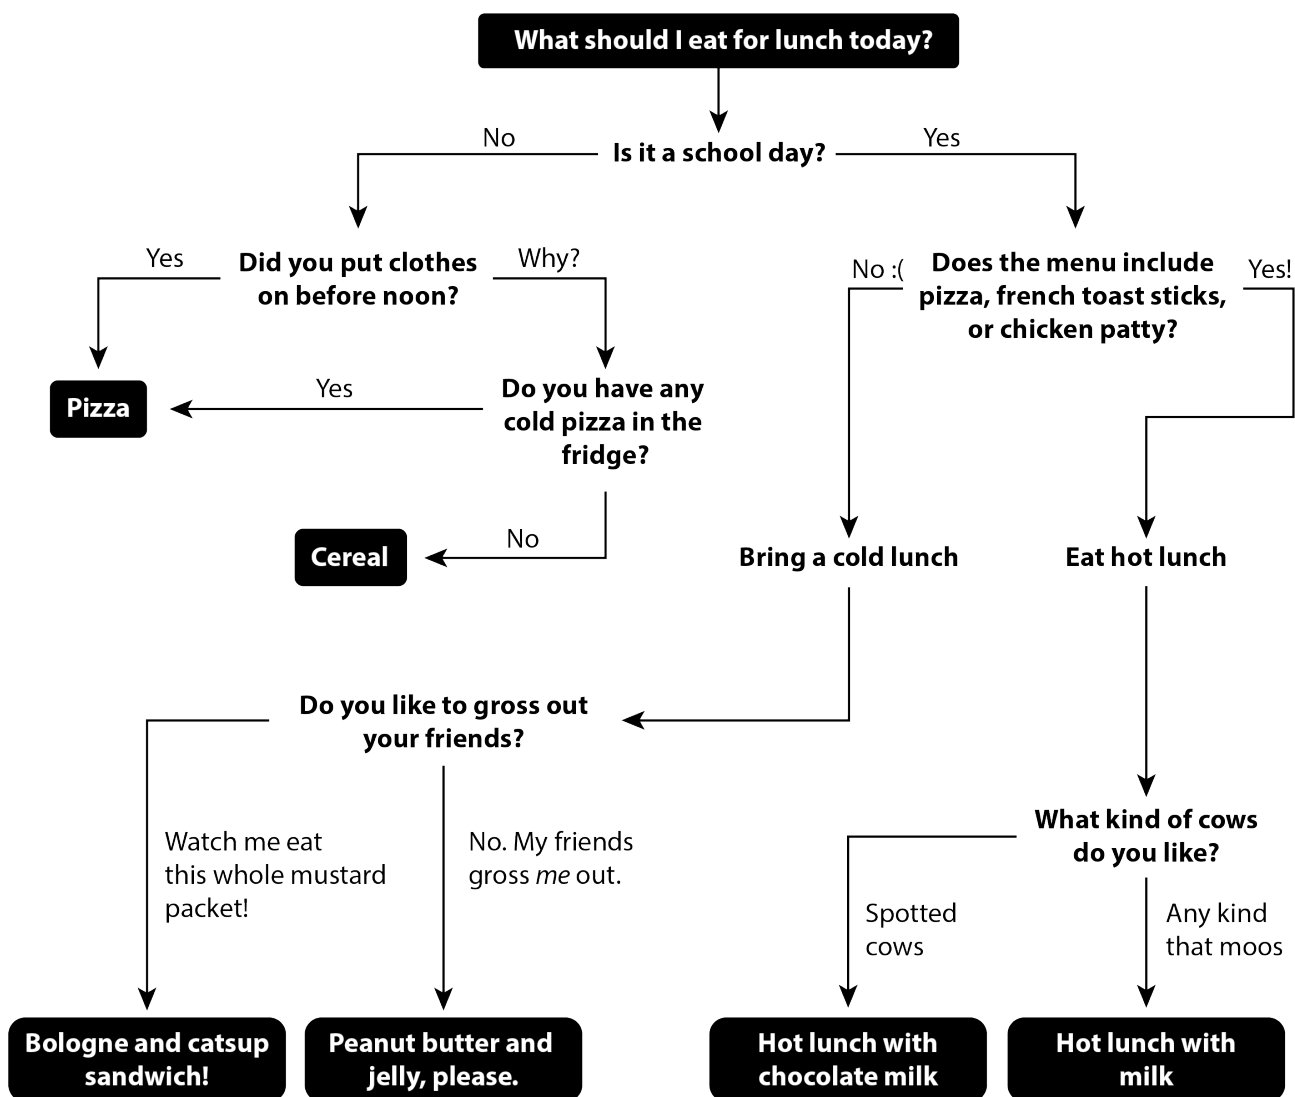 What should I eat for lunch today?
No
Is it a school day?
Yes
Yes
Did you put clothes
on before noon?
Why?
No :(
Does the menu include
pizza, french toast sticks,
or chicken patty?
Yes!
Pizza
Yes
Do you have any
cold pizza in the
fridge?
Cereal
No
Bring a cold lunch
Eat hot lunch
Do you like to gross out
your friends?
Watch me eat
this whole mustard
packet!
No. My friends
gross me out.
What kind of cows
do you like?
Spotted
cows
Any kind
that moos
Bologne and catsup
sandwich!
Peanut butter and
jelly, please.
Hot lunch with
chocolate milk
Hot lunch with
milk